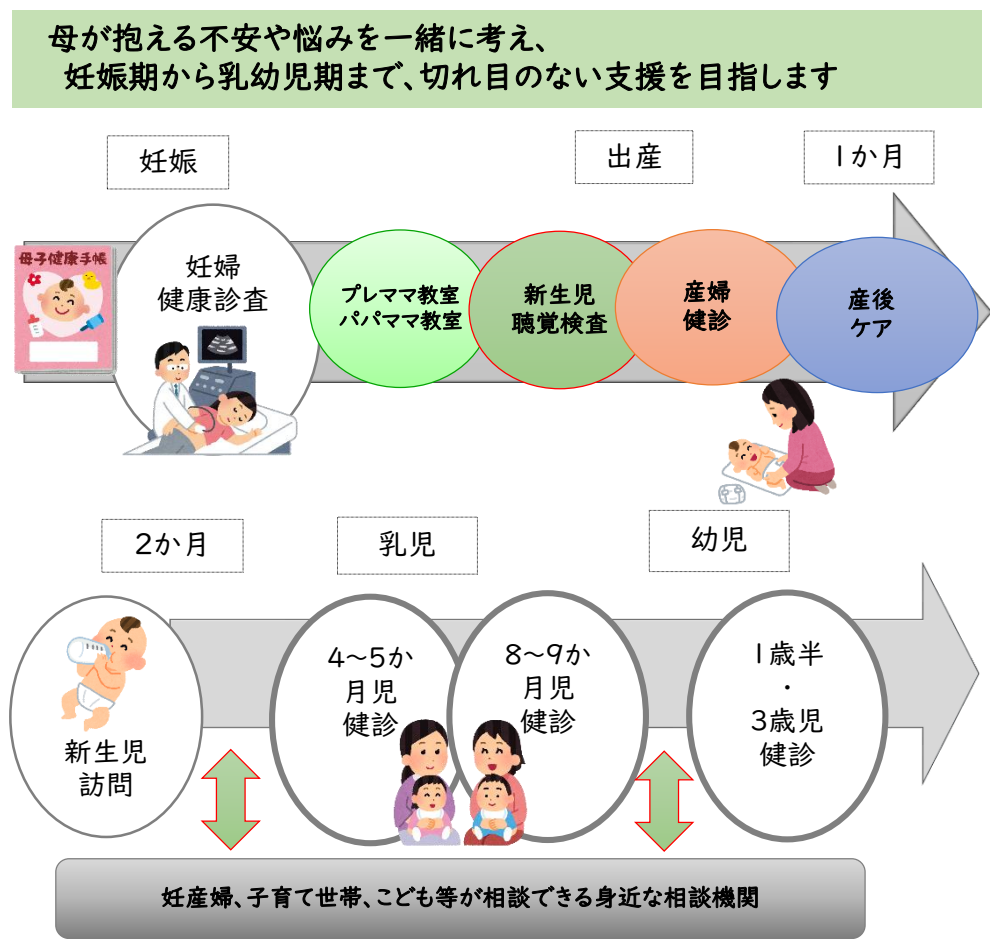 母が抱える不安や悩みを一緒に考え、
妊娠期から乳幼児期まで、切れ目のない支援を目指します
妊娠
出産
1か月
母子健康手帳
妊婦
健康診査
プレママ教室
パパママ教室
新生児
聴覚検査
産婦
健診
産後
ケア
2か月
乳児
幼児
新生児
訪問
4～5か
月児
健診
8～9か
月児
健診
1歳半
・
3歳児
健診
妊産婦、子育て世帯、こども等が相談できる身近な相談機関